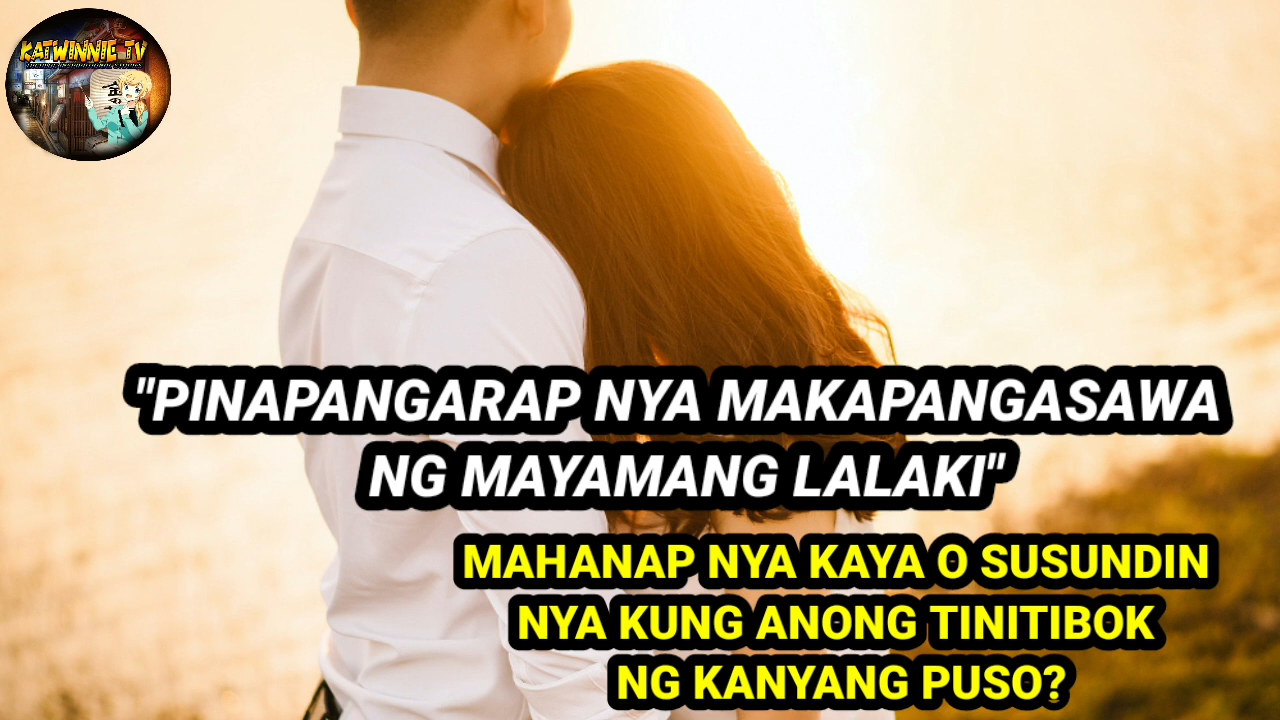 KATWINNIE TV
"PINAPANGARAP NYA MAKAPANGASAWA
NG MAYAMANG LALAKI"
MAHANAP NYA KAYA O SUSUNDIN
NYA KUNG ANONG TINITIBOK
NG KANYANG PUSO?